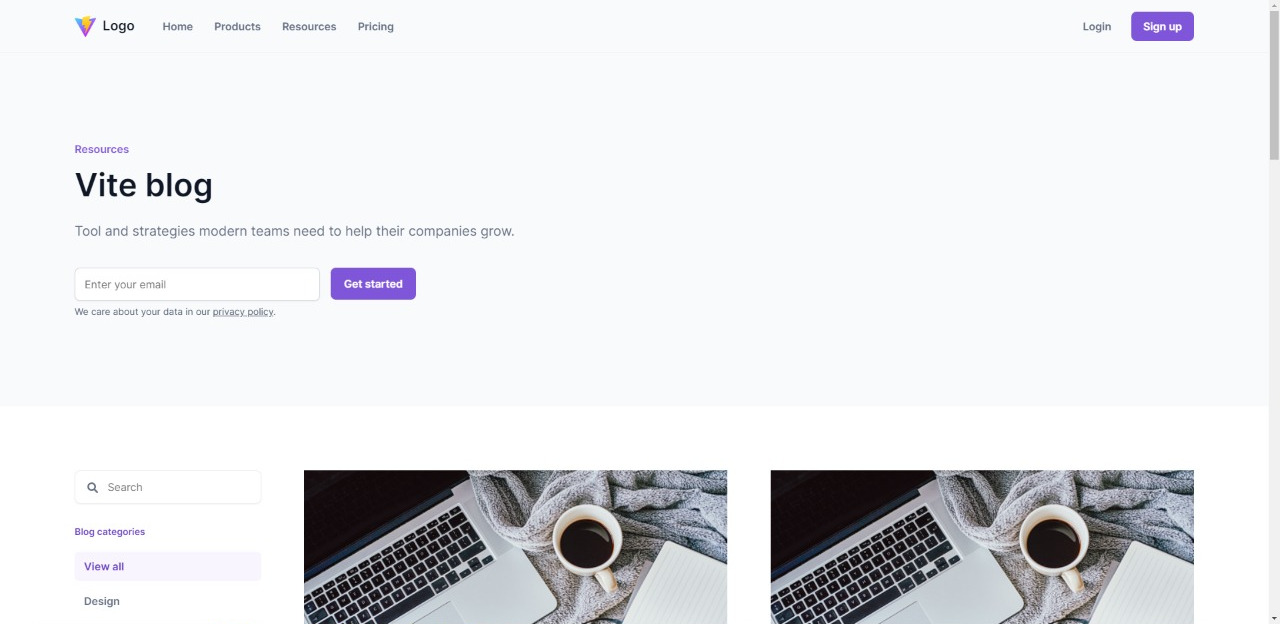 Logo Home Products Resources Pricing Login Sign up
Resources
Vite blog
Tool and strategies modern teams need to help their companies grow.
Enter your email Get started
We care about your data in our privacy policy.
Search
Blog categories
View all
Design